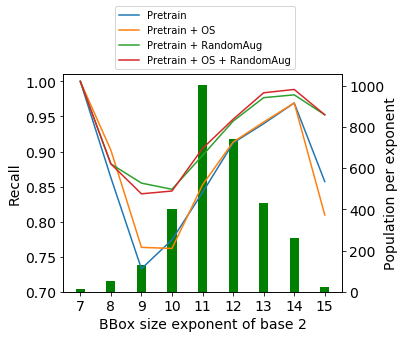 Pretrain
Pretrain + OS
Pretrain + RandomAug
Pretrain + OS + RandomAug
1.00
0.95
0.90
0.85
0.80
0.75
0.70
Recall
1000
800
600
400
200
0
Population per exponent
7 8 9 10 11 12 13 14 15
BBox size exponent of base 2